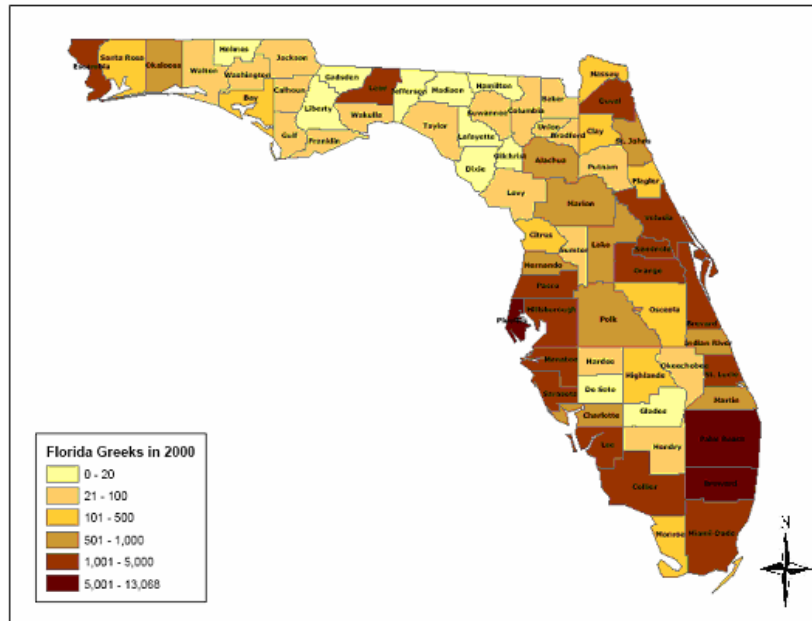 Holmes
Jackson
Santa Rosa
Okaloosa
Escambia
Walton
Washington
Gadsden
Leon
Hamilton
Nassau
Jefferson
Madison
Duval
Bay
Calhoun
Liberty
Baker
Wakulla
Suwannee
Columbia
Union
Clay
Bradford
St. Johns
Gulf
Franklin
Taylor
Lafayette
Gilchrist
Alachua
Putnam
Dixie
Flagler
Levy
Marion
Volusia
Citrus
Sumter
Lake
Seminole
Hernando
Orange
Pasco
Hillsborough
Polk
Osceola
Brevard
Indian River
Hardee
Okeechobee
Highlands
St. Lucie
De Soto
Martin
Sarasota
Charlotte
Glades
Lee
Hendry
Palm Beach
Collier
Broward
Monroe
Miami-Dade
N
Florida Greeks in 2000
0 - 20
21 - 100
101 - 500
501 - 1,000
1,001 - 5,000
5,001 - 13,068